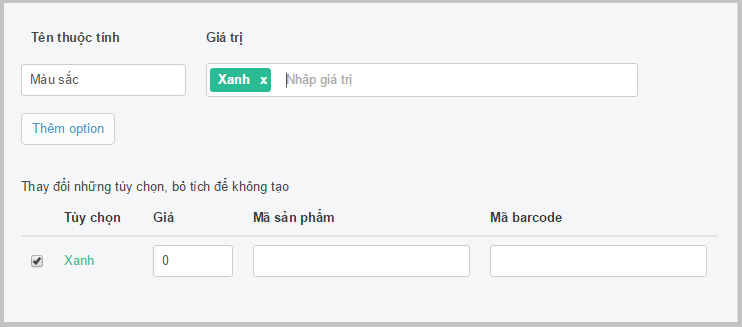 Tên thuộc tính Giá trị
Màu sắc Xanh x Nhập giá trị
Thêm option
Thay đổi những tùy chọn, bỏ tích để không tạo
Tùy chọn Giá Mã sản phẩm Mã barcode
Xanh 0